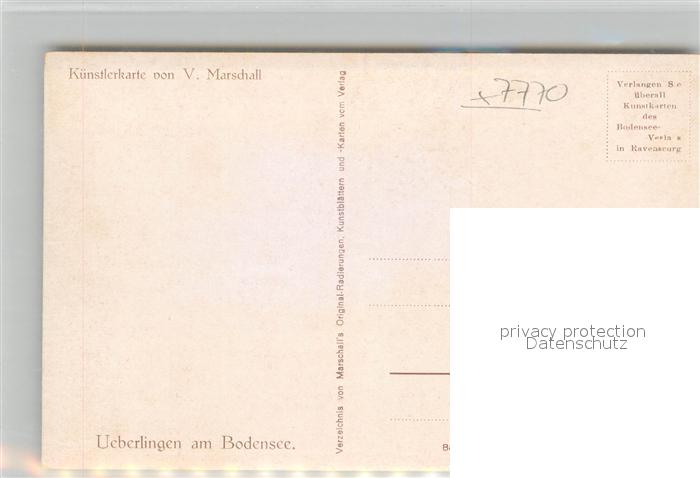 Künstlerkarte von V. Marschall
x7770
Verlangen S e
überall
Kunstkarten
des
Bodensee-
Verla s
in Ravensburg
Verzeichnis von Marschall's Original-Radierungen, Kunstblättern und -Karten vom Verlag
privacy protection
Datenschutz
Ueberlingen am Bodensee.